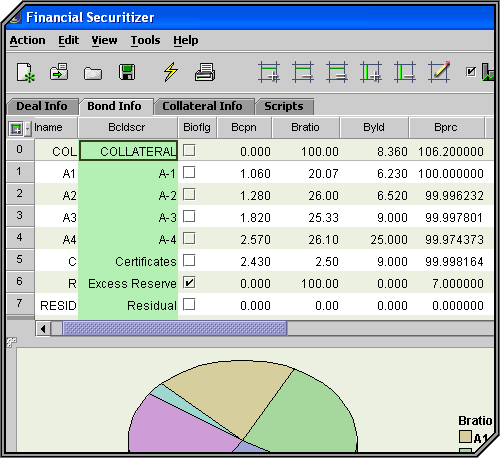 Financial Securitizer
Action Edit View Tools Help
Deal Info Bond Info Collateral Info Scripts
Iname Bcldscr Bioflg Bcpn Bratio Byld Bprc
0 COL COLLATERAL 0.000 100.00 8.360 106.200000
1 A1 A-1 1.060 20.07 6.230 100.000000
2 A2 A-2 1.280 26.00 6.520 99.996232
3 A3 A-3 1.820 25.33 9.000 99.997801
4 A4 A-4 2.570 26.10 25.000 99.974373
5 C Certificates 2.430 2.50 9.000 99.998164
6 R Excess Reserve 0.000 100.00 0.000 7.000000
7 RESID Residual 0.000 0.00 0.000 0.000000
Bratio
A1